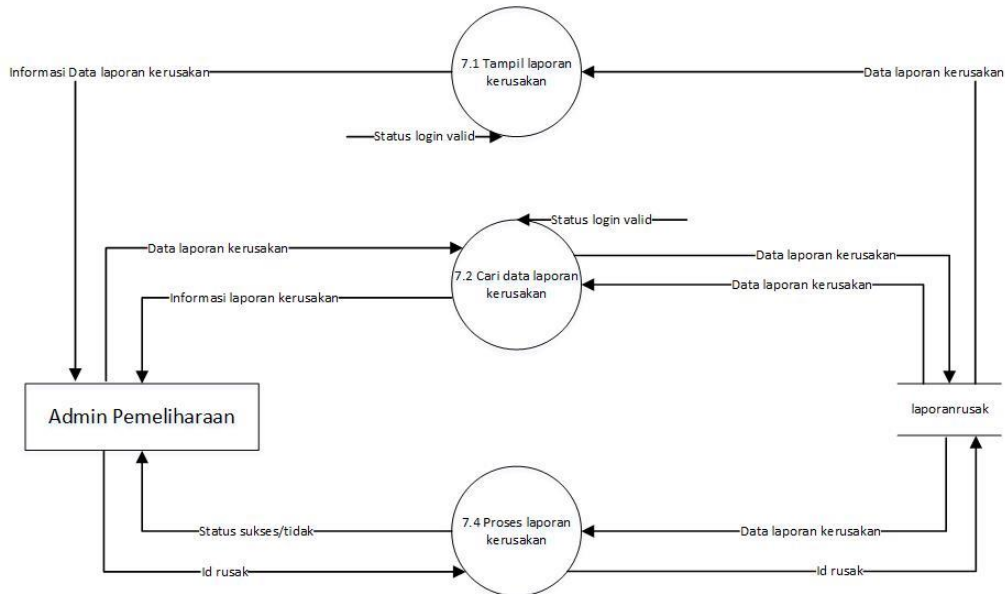 7.1 Tampil laporan
kerusakan
Informasi Data laporan kerusakan
Data laporan kerusakan
Status login valid
Status login valid
Data laporan kerusakan
Data laporan kerusakan
7.2 Cari data laporan
kerusakan
Informasi laporan kerusakan
Data laporan kerusakan
Admin Pemeliharaan
laporanrusak
7.4 Proses laporan
kerusakan
Status sukses/tidak
Data laporan kerusakan
Id rusak
Id rusak